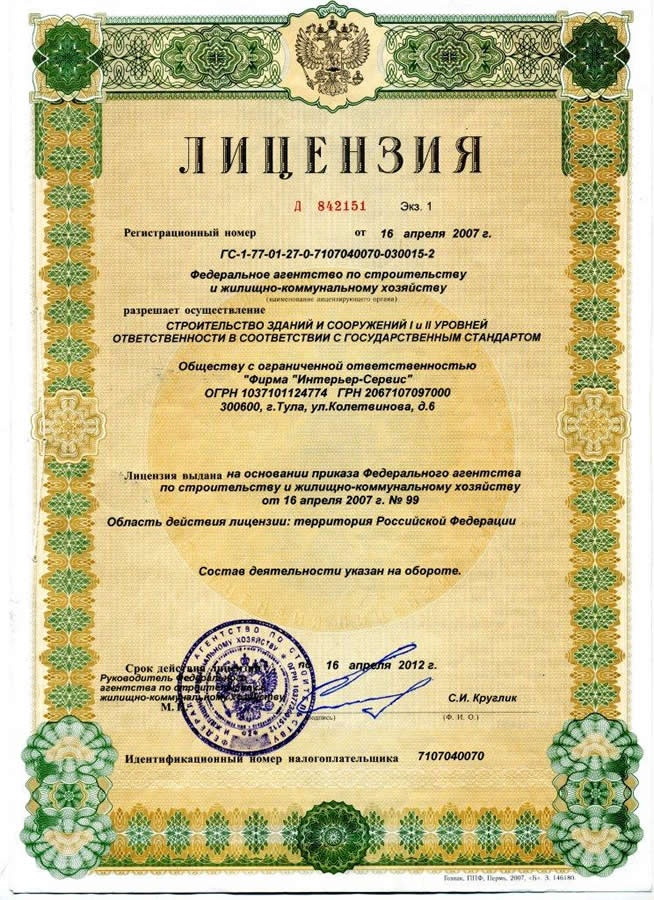 ЛИЦЕНЗИЯ
Д 842151 Экз. 1
Регистрационный номер от 16 апреля 2007 г.
ГС-1-77-01-27-0-7107040070-030015-2
Федеральное агентство по строительству
и жилищно-коммунальному хозяйству
(наименование лицензирующего органа)
разрешает осуществление
СТРОИТЕЛЬСТВО ЗДАНИЙ И СООРУЖЕНИЙ I и II УРОВНЕЙ
ОТВЕТСТВЕННОСТИ В СООТВЕТСТВИИ С ГОСУДАРСТВЕННЫМ СТАНДАРТОМ
Обществу с ограниченной ответственностью
"Фирма "Интерьер-Сервис"
ОГРН 1037101124774 ГРН 2067107097000
300600, г.Тула, ул.Колетвинова, д.6
Лицензия выдана на основании приказа Федерального агентства
по строительству и жилищно-коммунальному хозяйству
от 16 апреля 2007 г. № 99
Область действия лицензии: территория Российской Федерации
Состав деятельности указан на обороте.
Срок действия лицензии по 16 апреля 2012 г.
Руководитель Федерального
агентства по строительству и
жилищно-коммунальному хозяйству С.И. Круглик
М.П. (подпись) (Ф. И. О.)
Идентификационный номер налогоплательщика 7107040070
Гознак, ППФ, Пермь, 2007, «Б». З. 146180.